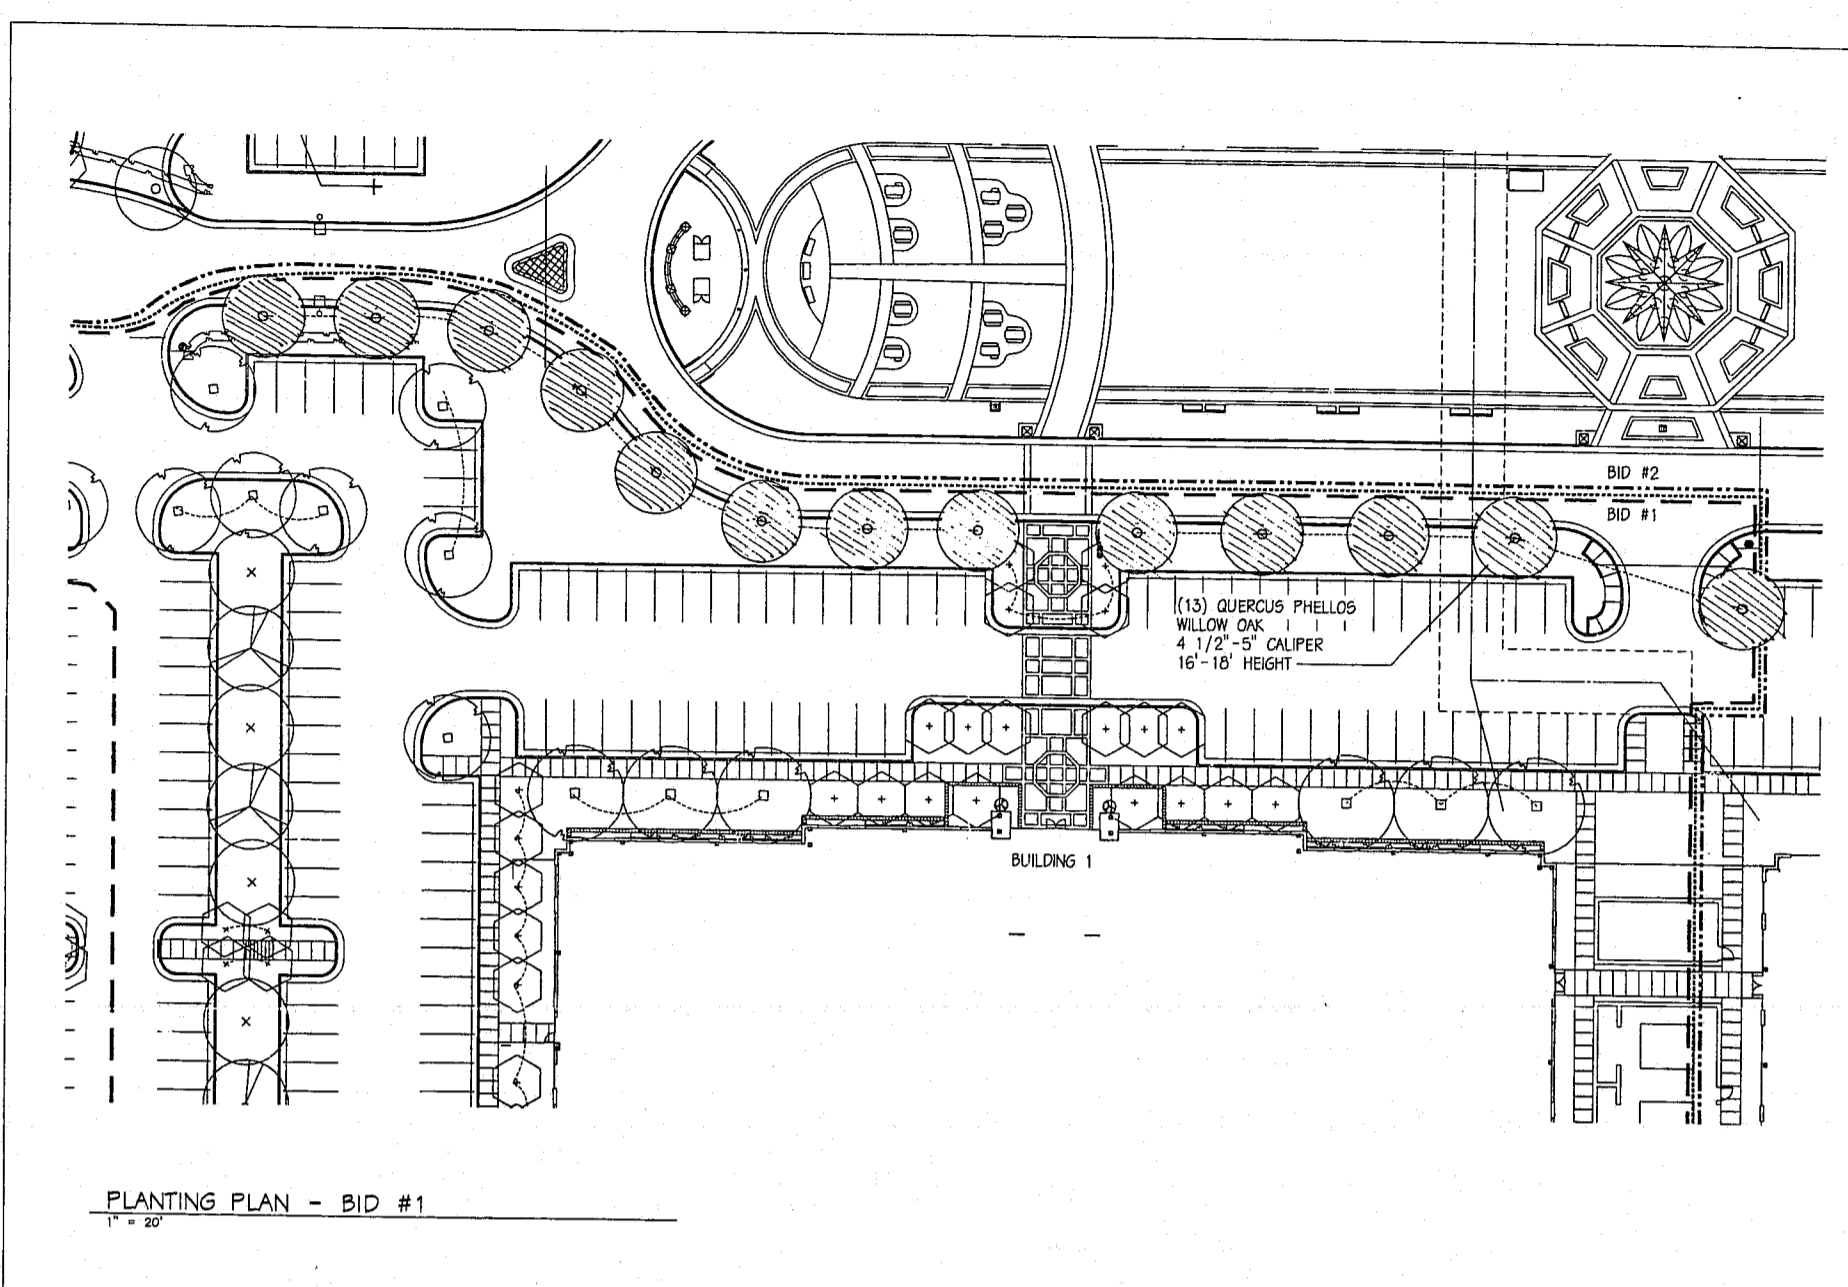 BID #2
BID #1
(13) QUERCUS PHELLOS
WILLOW OAK
4 1/2"-5" CALIPER
16'-18' HEIGHT
BUILDING 1
PLANTING PLAN - BID #1
1" = 20'